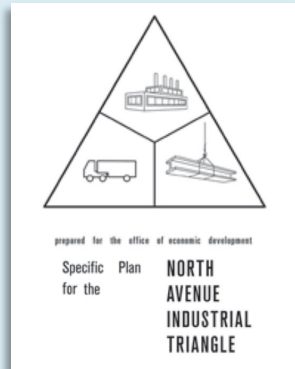 prepared for the office of economic development
Specific Plan
for the
NORTH
AVENUE
INDUSTRIAL
TRIANGLE